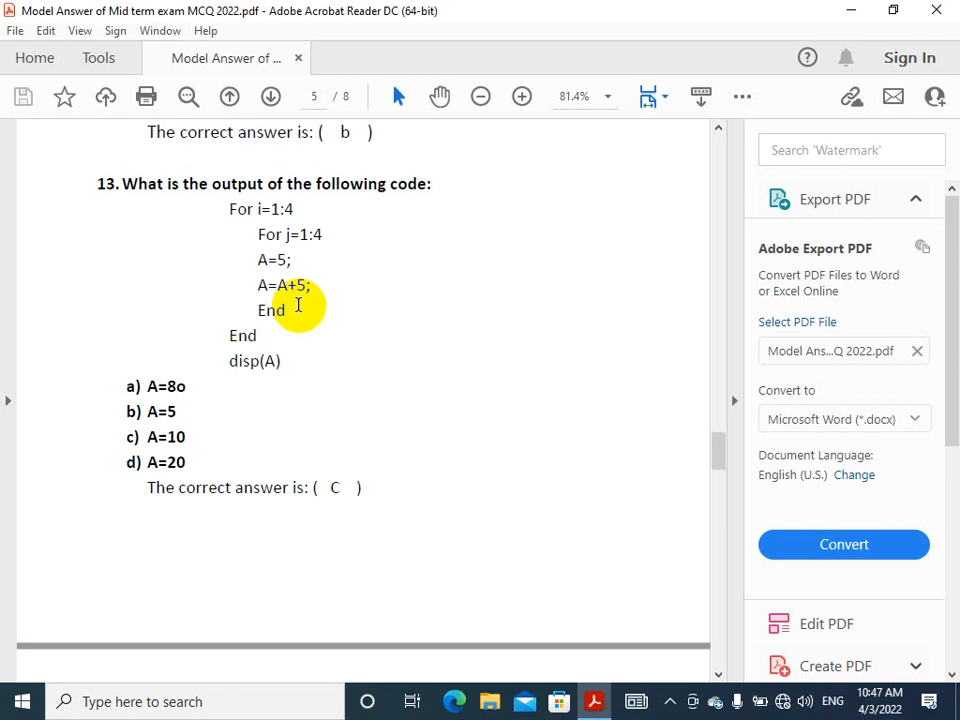 Model Answer of Mid term exam MCQ 2022.pdf - Adobe Acrobat Reader DC (64-bit)
File Edit View Sign Window Help
Home Tools Model Answer of ... × Sign In
5 / 8 81.4%
The correct answer is: ( b )
13. What is the output of the following code:
For i=1:4
For j=1:4
A=5;
A=A+5;
End
End
disp(A)
a) A=8o
b) A=5
c) A=10
d) A=20
The correct answer is: ( C )
Search 'Watermark'
Export PDF
Adobe Export PDF
Convert PDF Files to Word
or Excel Online
Select PDF File
Model Ans...Q 2022.pdf
Convert to
Microsoft Word (*.docx)
Document Language:
English (U.S.) Change
Convert
Edit PDF
Create PDF
Type here to search
ENG
10:47 AM
4/3/2022